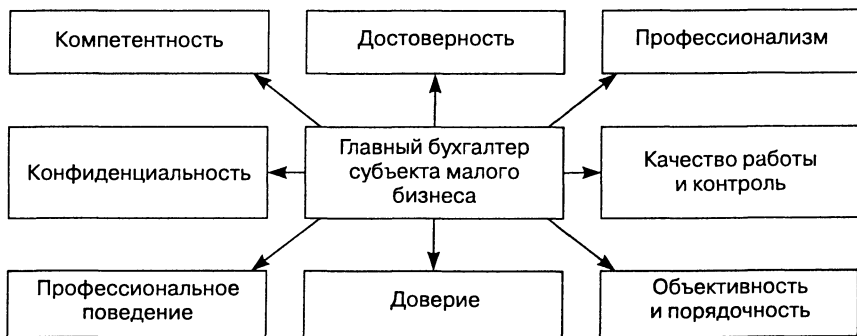 Компетентность
Достоверность
Профессионализм
Конфиденциальность
Главный бухгалтер
субъекта малого
бизнеса
Качество работы
и контроль
Профессиональное
поведение
Доверие
Объективность
и порядочность